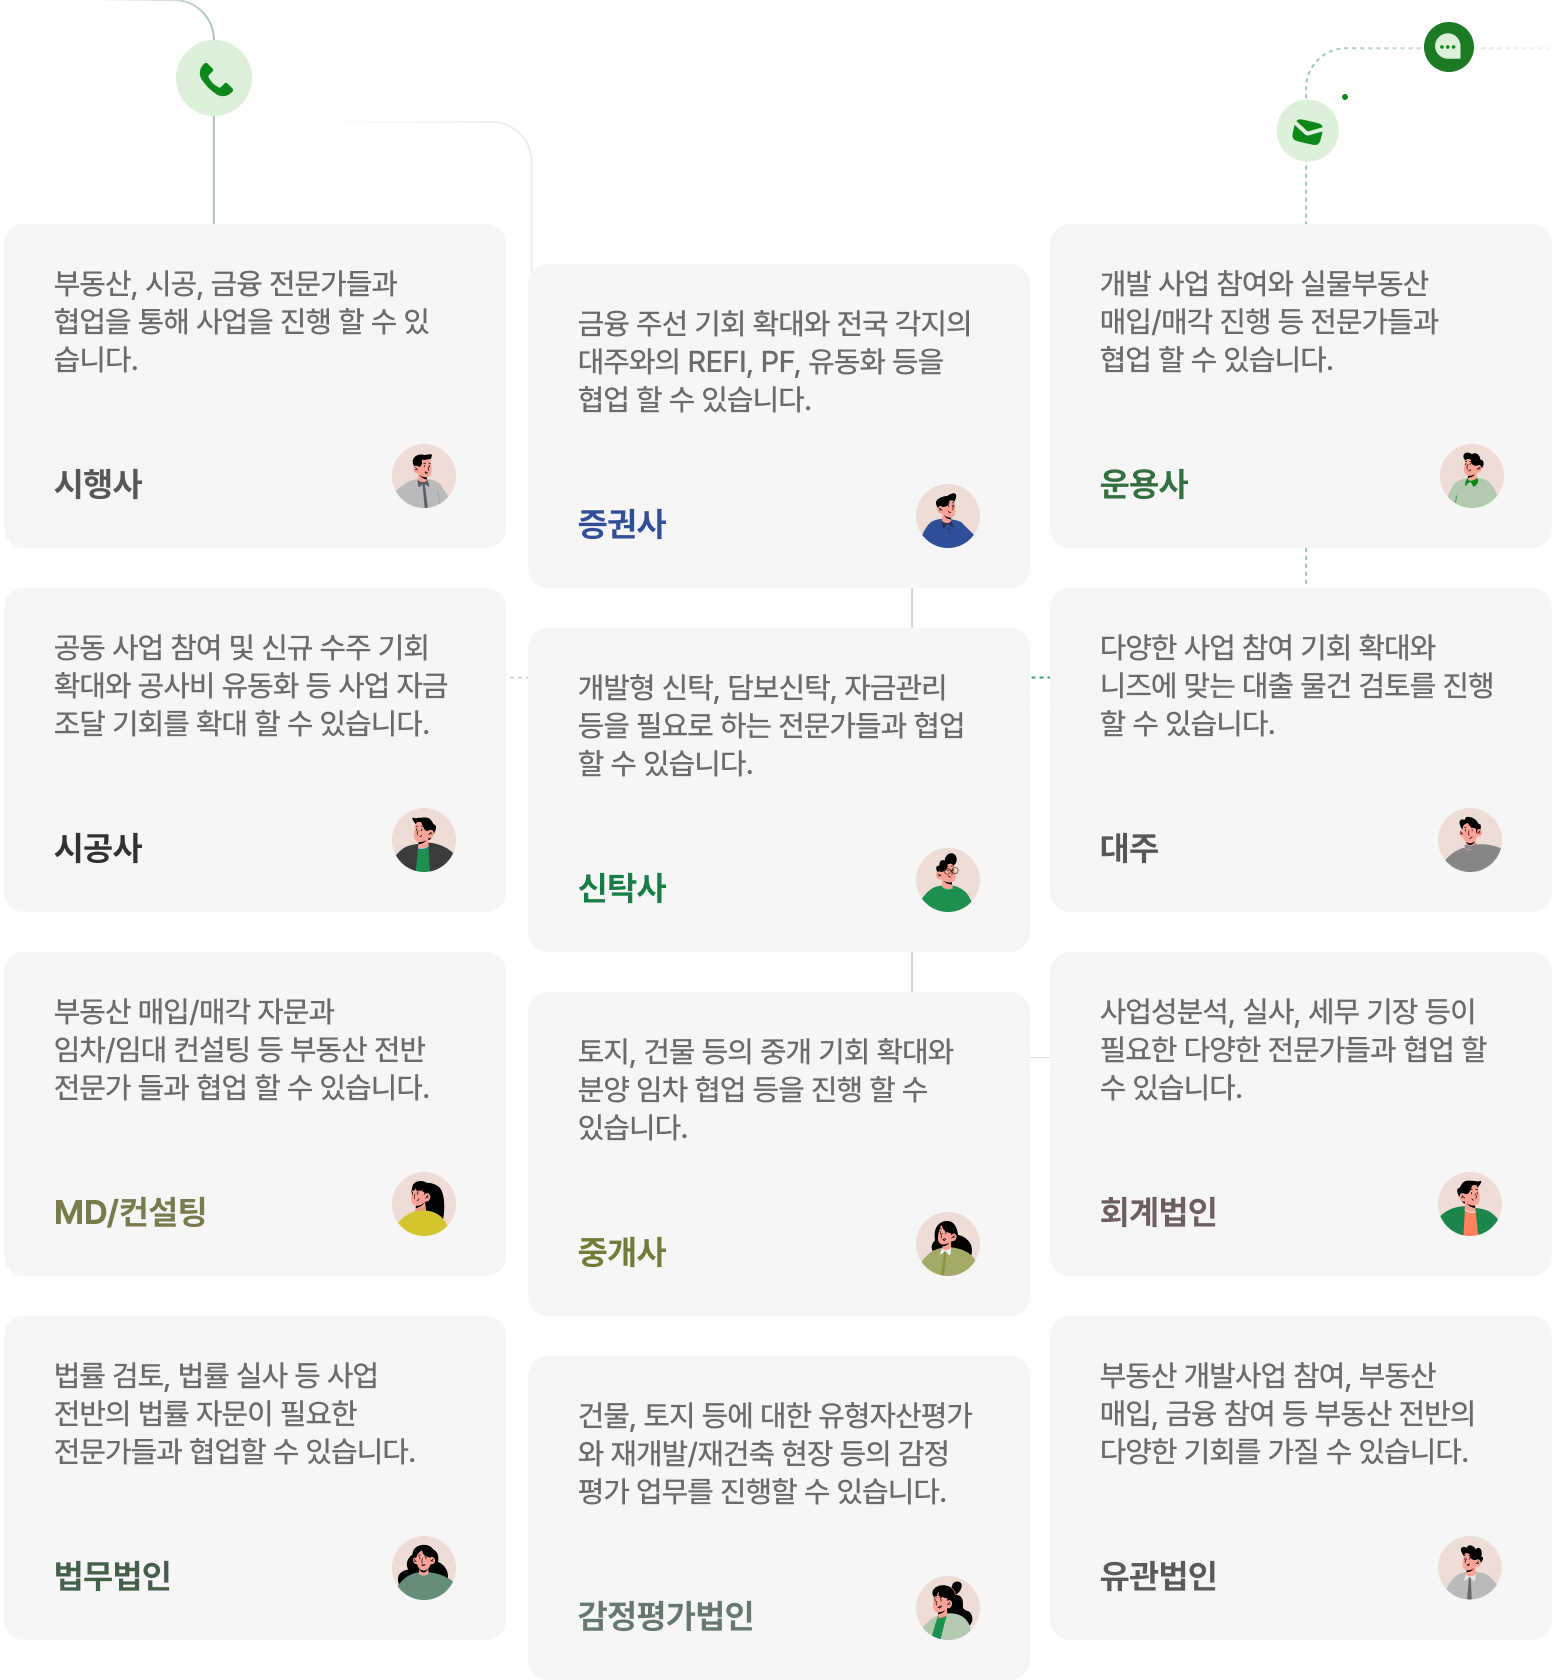 부동산, 시공, 금융 전문가들과
협업을 통해 사업을 진행 할 수 있
습니다.
시행사
금융 주선 기회 확대와 전국 각지의
대주와의 REFI, PF, 유동화 등을
협업 할 수 있습니다.
증권사
개발 사업 참여와 실물부동산
매입/매각 진행 등 전문가들과
협업 할 수 있습니다.
운용사
공동 사업 참여 및 신규 수주 기회
확대와 공사비 유동화 등 사업 자금
조달 기회를 확대 할 수 있습니다.
시공사
개발형 신탁, 담보신탁, 자금관리
등을 필요로 하는 전문가들과 협업
할 수 있습니다.
신탁사
다양한 사업 참여 기회 확대와
니즈에 맞는 대출 물건 검토를 진행
할 수 있습니다.
대주
부동산 매입/매각 자문과
임차/임대 컨설팅 등 부동산 전반
전문가 들과 협업 할 수 있습니다.
MD/컨설팅
토지, 건물 등의 중개 기회 확대와
분양 임차 협업 등을 진행 할 수
있습니다.
중개사
사업성분석, 실사, 세무 기장 등이
필요한 다양한 전문가들과 협업 할
수 있습니다.
회계법인
법률 검토, 법률 실사 등 사업
전반의 법률 자문이 필요한
전문가들과 협업할 수 있습니다.
법무법인
건물, 토지 등에 대한 유형자산평가
와 재개발/재건축 현장 등의 감정
평가 업무를 진행할 수 있습니다.
감정평가법인
부동산 개발사업 참여, 부동산
매입, 금융 참여 등 부동산 전반의
다양한 기회를 가질 수 있습니다.
유관법인